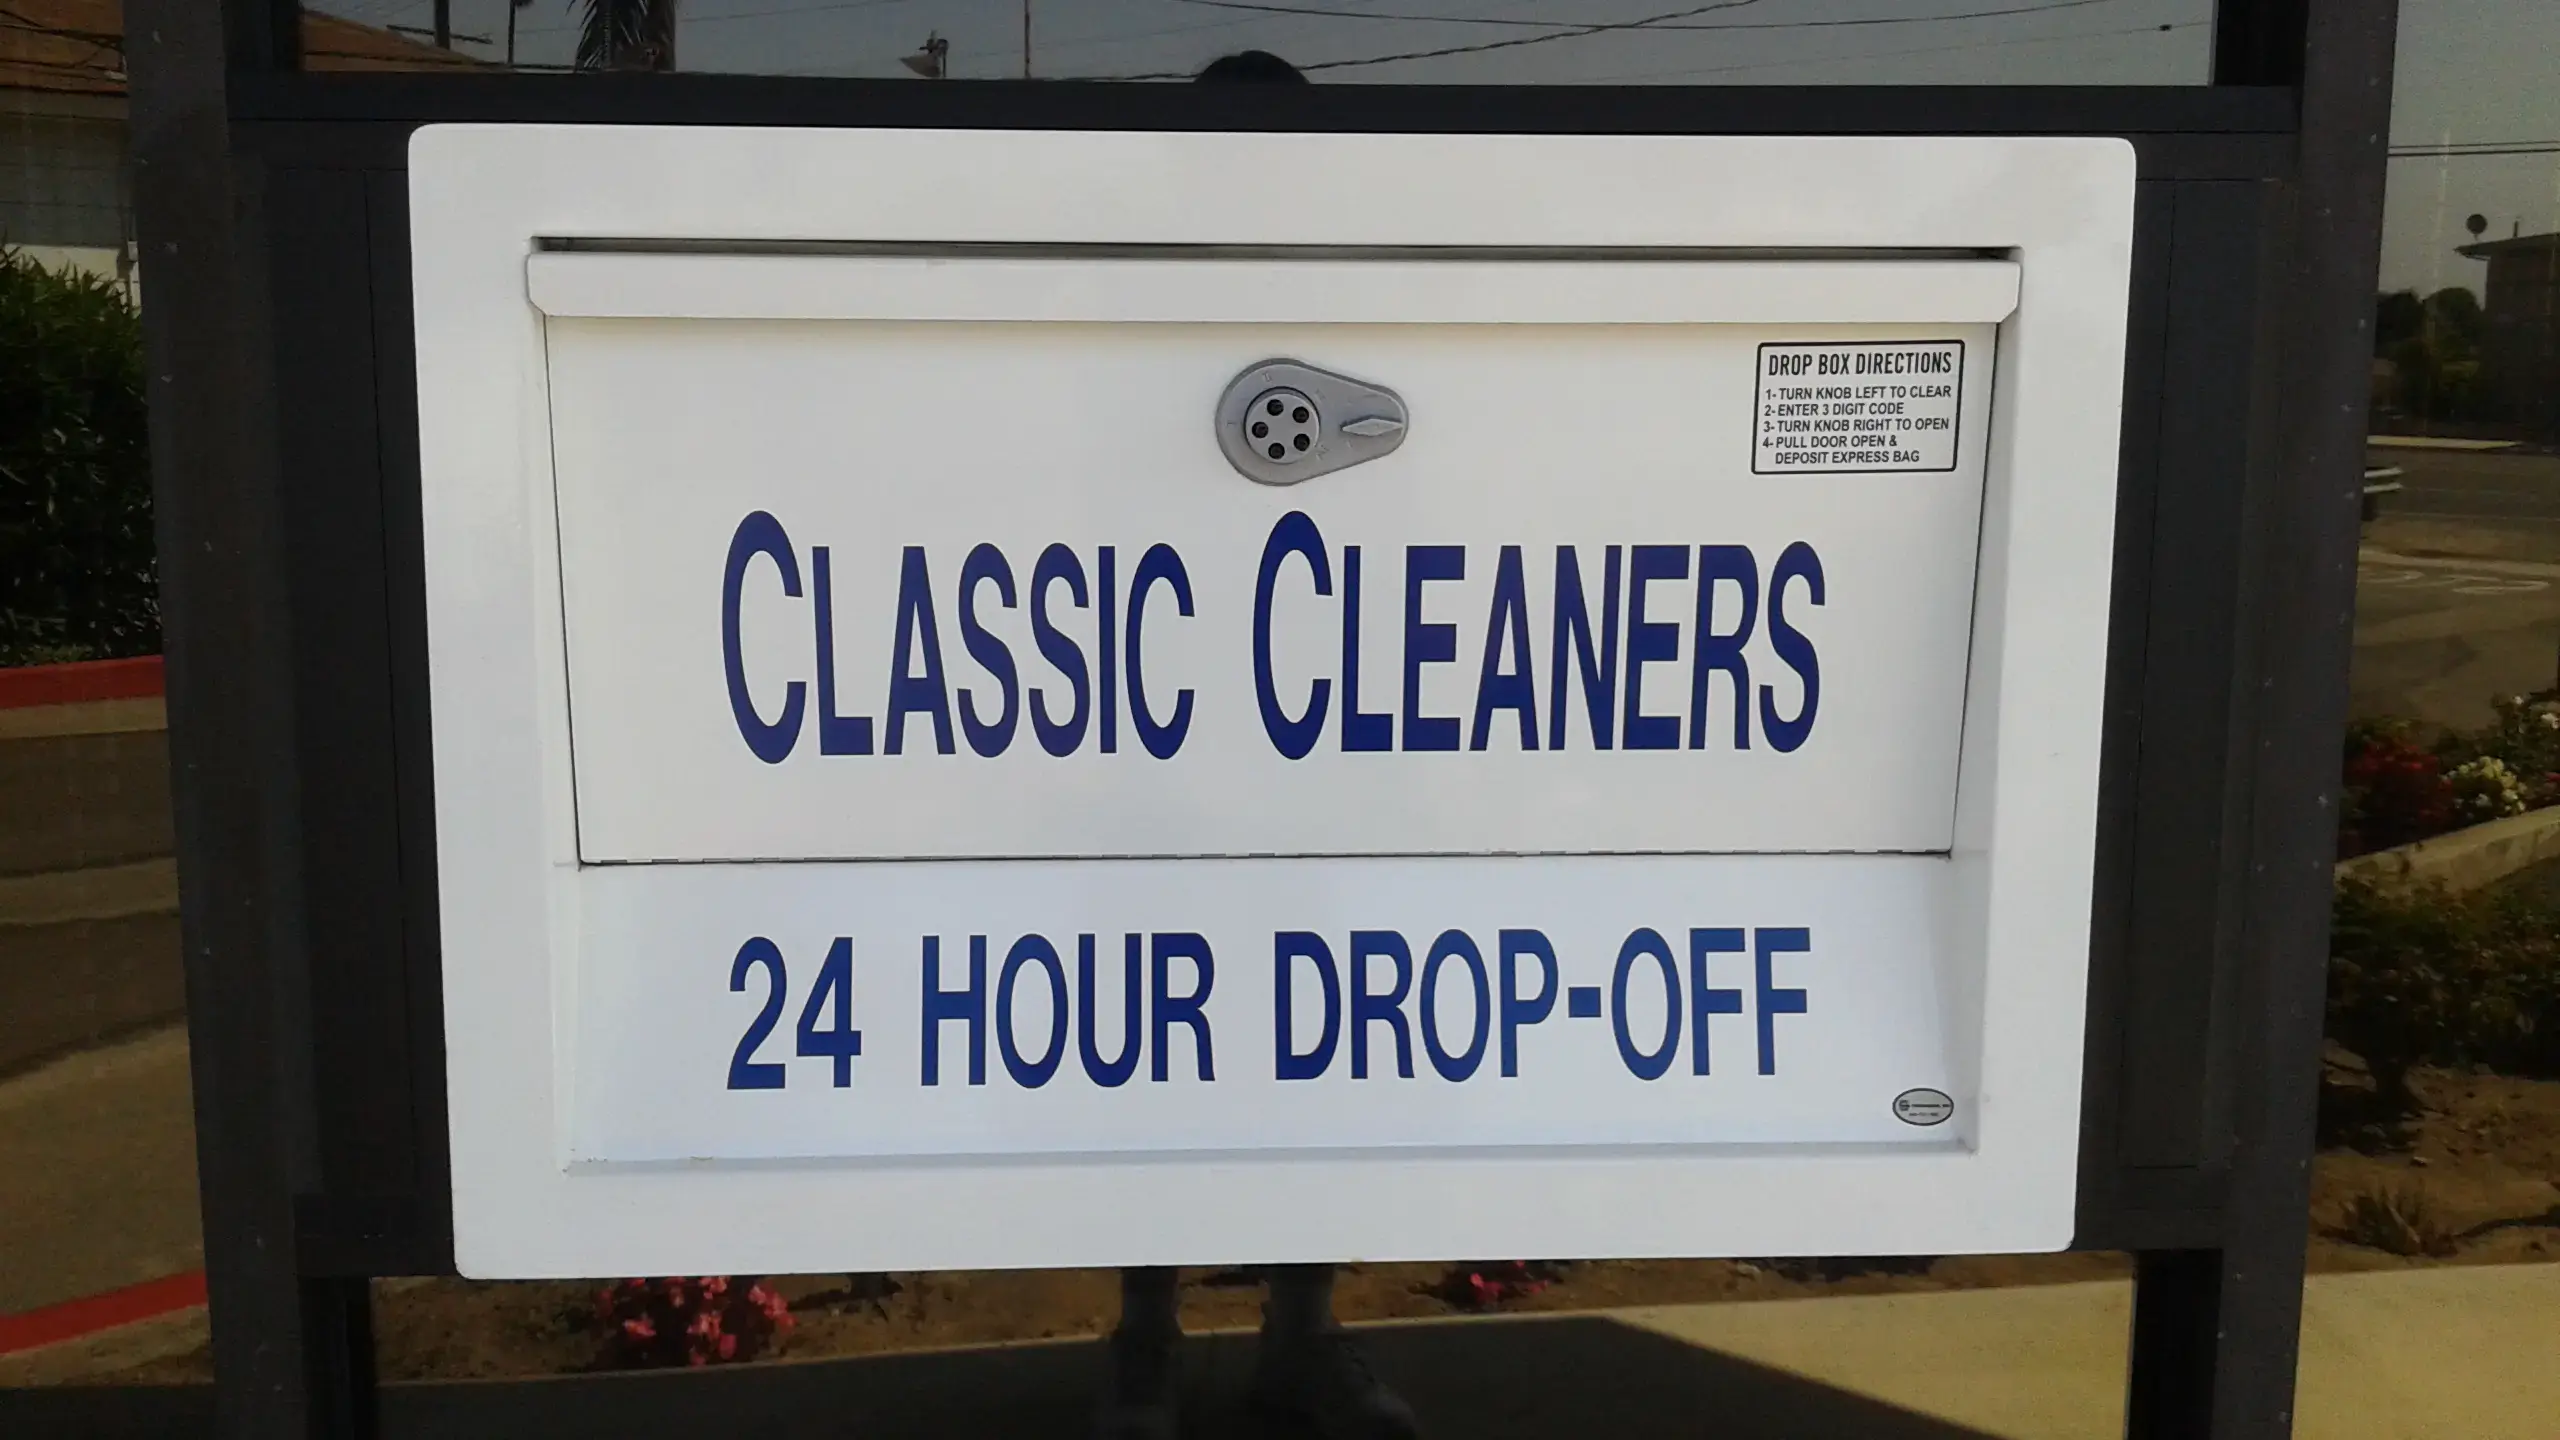 DROP BOX DIRECTIONS
1- TURN KNOB LEFT TO CLEAR
2- ENTER 3 DIGIT CODE
3- TURN KNOB RIGHT TO OPEN
4- PULL DOOR OPEN &
DEPOSIT EXPRESS BAG
CLASSIC CLEANERS
24 HOUR DROP-OFF